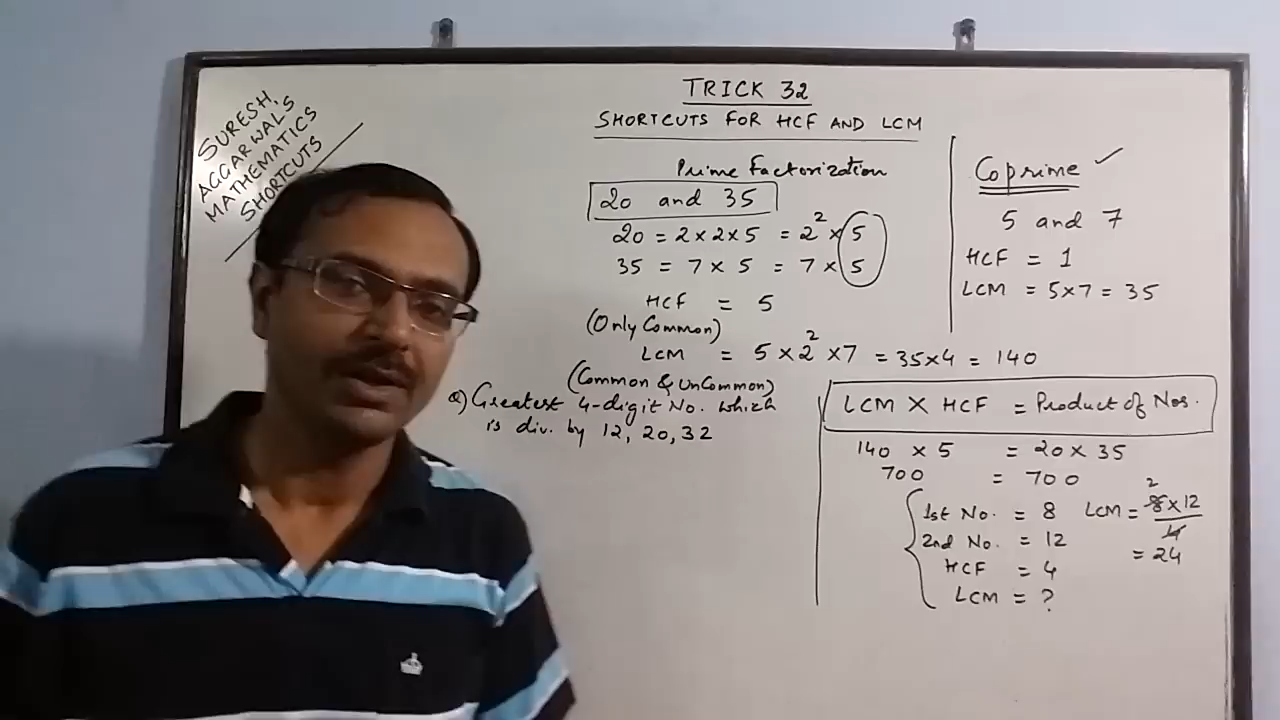 SURESH
AGGARWAL'S
MATHEMATICS
SHORTCUTS
TRICK 32
SHORTCUTS FOR HCF AND LCM
Prime Factorization
20 and 35
20 = 2×2×5 = 2² × 5
35 = 7 × 5 = 7 × 5
HCF = 5
(Only Common)
LCM = 5 × 2² × 7 = 35×4 = 140
(Common & UnCommon)
Q) Greatest 4-digit No. which
is div. by 12, 20, 32
Coprime ✓
5 and 7
HCF = 1
LCM = 5×7 = 35
LCM × HCF = Product of Nos.
140 × 5 = 20 × 35
700 = 700
1st No. = 8
2nd No. = 12
HCF = 4
LCM = ?
2
LCM = 8×12
4
= 24